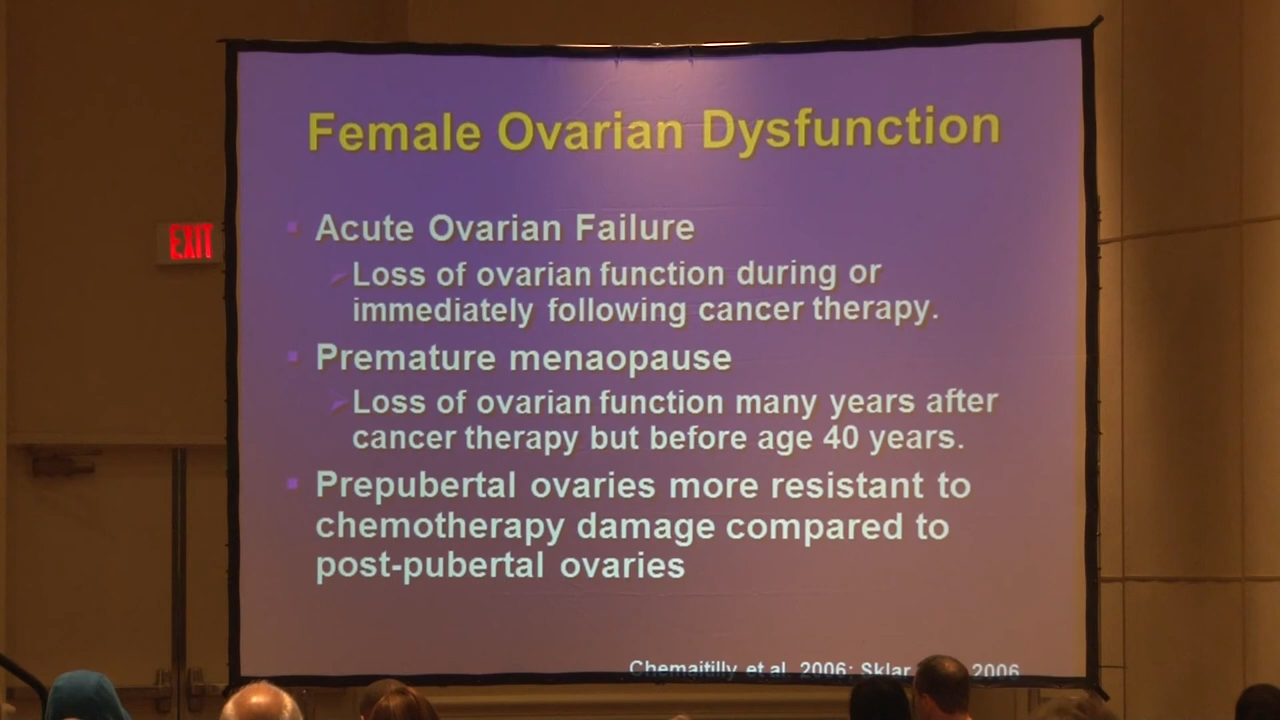 Female Ovarian Dysfunction
EXIT
Acute Ovarian Failure
Loss of ovarian function during or
immediately following cancer therapy.
Premature menaopause
Loss of ovarian function many years after
cancer therapy but before age 40 years.
Prepubertal ovaries more resistant to
chemotherapy damage compared to
post-pubertal ovaries
Chemaitilly et al. 2006; Sklar 2006